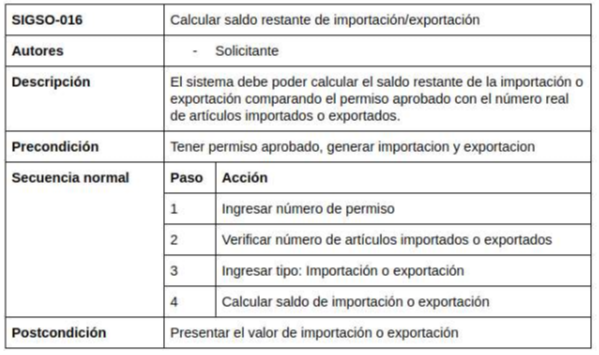 SIGSO-016 Calcular saldo restante de importación/exportación
Autores - Solicitante
Descripción El sistema debe poder calcular el saldo restante de la importación o
exportación comparando el permiso aprobado con el número real
de artículos importados o exportados.
Precondición Tener permiso aprobado, generar importacion y exportacion
Secuencia normal Paso Acción
1 Ingresar número de permiso
2 Verificar número de artículos importados o exportados
3 Ingresar tipo: Importación o exportación
4 Calcular saldo de importación o exportación
Postcondición Presentar el valor de importación o exportación